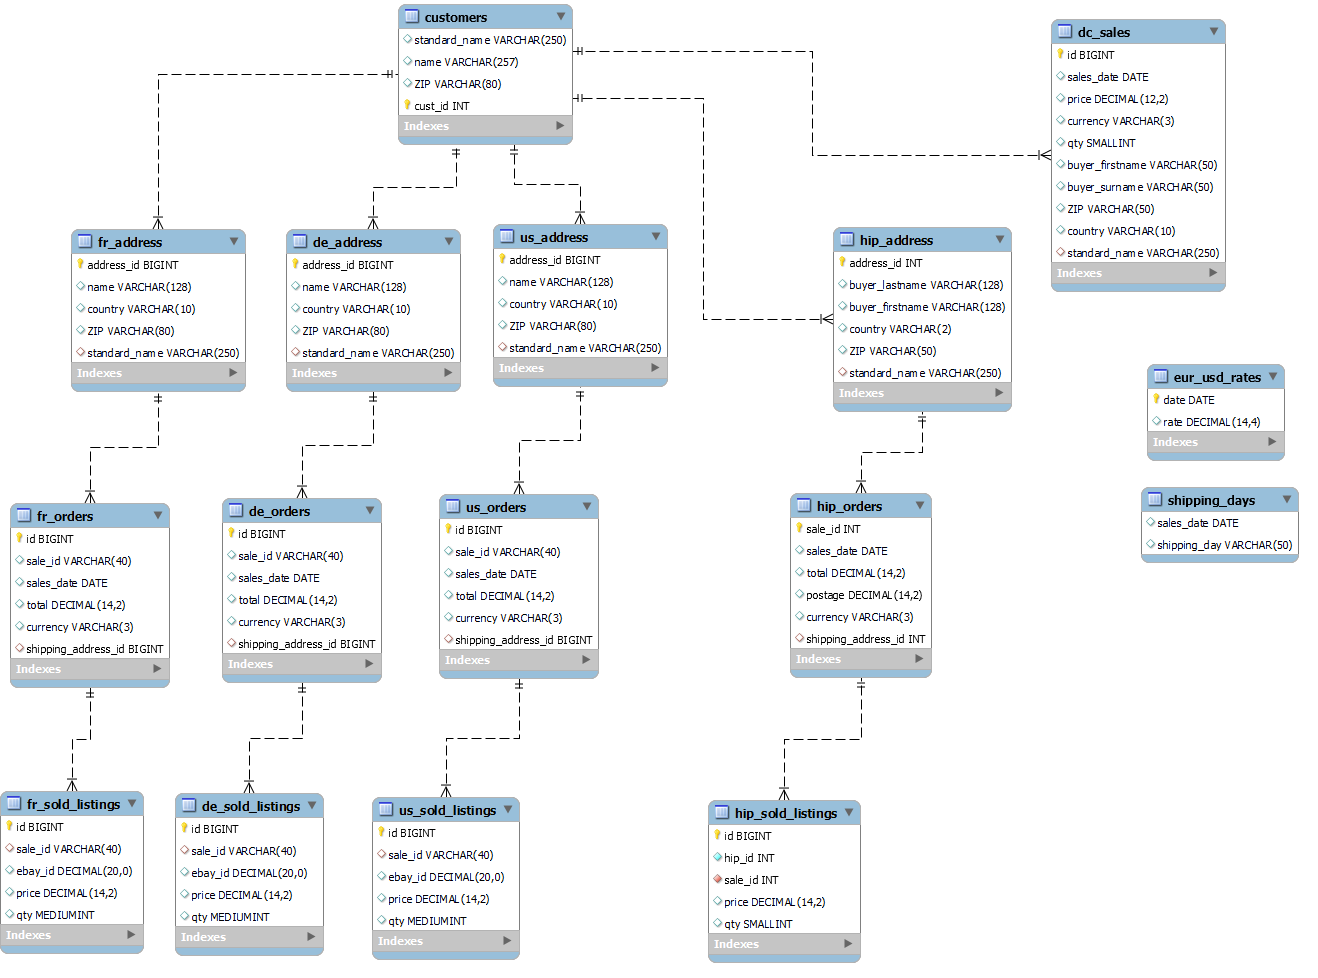 customers
standard_name VARCHAR(250)
name VARCHAR(257)
ZIP VARCHAR(80)
cust_id INT
Indexes
dc_sales
id BIGINT
sales_date DATE
price DECIMAL(12,2)
currency VARCHAR(3)
qty SMALLINT
buyer_firstname VARCHAR(50)
buyer_surname VARCHAR(50)
ZIP VARCHAR(50)
country VARCHAR(10)
standard_name VARCHAR(250)
Indexes
fr_address
address_id BIGINT
name VARCHAR(128)
country VARCHAR(10)
ZIP VARCHAR(80)
standard_name VARCHAR(250)
Indexes
de_address
address_id BIGINT
name VARCHAR(128)
country VARCHAR(10)
ZIP VARCHAR(80)
standard_name VARCHAR(250)
Indexes
us_address
address_id BIGINT
name VARCHAR(128)
country VARCHAR(10)
ZIP VARCHAR(80)
standard_name VARCHAR(250)
Indexes
hip_address
address_id INT
buyer_lastname VARCHAR(128)
buyer_firstname VARCHAR(128)
country VARCHAR(2)
ZIP VARCHAR(50)
standard_name VARCHAR(250)
Indexes
eur_usd_rates
date DATE
rate DECIMAL(14,4)
Indexes
shipping_days
sales_date DATE
shipping_day VARCHAR(50)
fr_orders
id BIGINT
sale_id VARCHAR(40)
sales_date DATE
total DECIMAL(14,2)
currency VARCHAR(3)
shipping_address_id BIGINT
Indexes
de_orders
id BIGINT
sale_id VARCHAR(40)
sales_date DATE
total DECIMAL(14,2)
currency VARCHAR(3)
shipping_address_id BIGINT
Indexes
us_orders
id BIGINT
sale_id VARCHAR(40)
sales_date DATE
total DECIMAL(14,2)
currency VARCHAR(3)
shipping_address_id BIGINT
Indexes
hip_orders
sale_id INT
sales_date DATE
total DECIMAL(14,2)
postage DECIMAL(14,2)
currency VARCHAR(3)
shipping_address_id INT
Indexes
fr_sold_listings
id BIGINT
sale_id VARCHAR(40)
ebay_id DECIMAL(20,0)
price DECIMAL(14,2)
qty MEDIUMINT
Indexes
de_sold_listings
id BIGINT
sale_id VARCHAR(40)
ebay_id DECIMAL(20,0)
price DECIMAL(14,2)
qty MEDIUMINT
Indexes
us_sold_listings
id BIGINT
sale_id VARCHAR(40)
ebay_id DECIMAL(20,0)
price DECIMAL(14,2)
qty MEDIUMINT
Indexes
hip_sold_listings
id BIGINT
hip_id INT
sale_id INT
price DECIMAL(14,2)
qty SMALLINT
Indexes